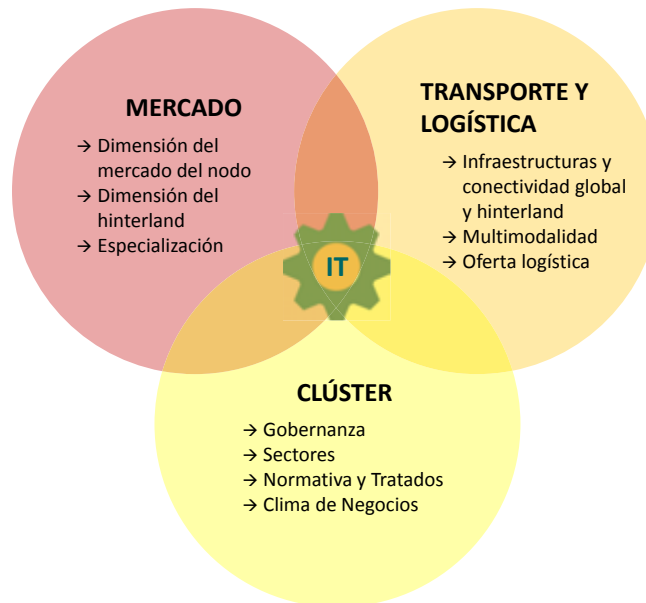 MERCADO
→ Dimensión del
mercado del nodo
→ Dimensión del
hinterland
→ Especialización
TRANSPORTE Y
LOGÍSTICA
→ Infraestructuras y
conectividad global
y hinterland
→ Multimodalidad
→ Oferta logística
IT
CLÚSTER
→ Gobernanza
→ Sectores
→ Normativa y Tratados
→ Clima de Negocios